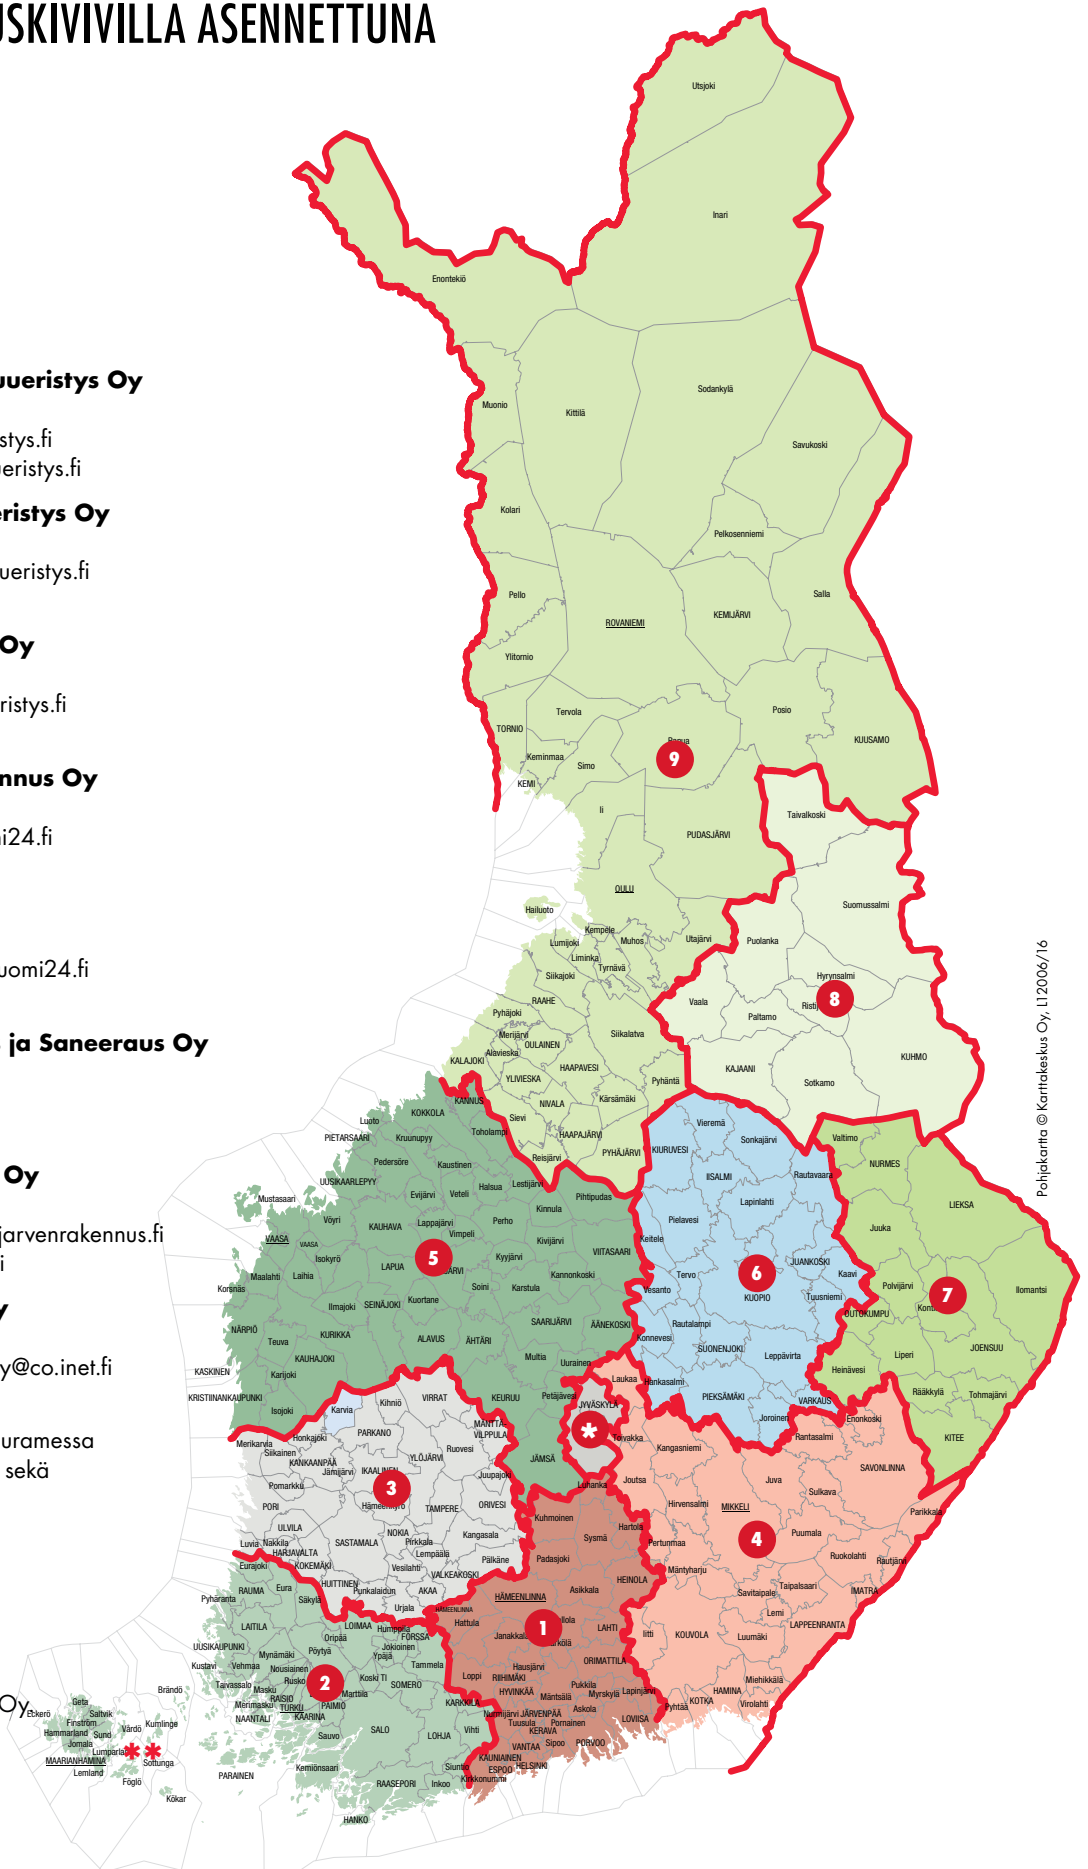 USKIVIVILLA ASENNETTUNA
uueristys Oy
stys.fi
ueristys.fi
eristys Oy
ueristys.fi
Oy
ristys.fi
nnus Oy
ni24.fi
uomi24.fi
s ja Saneeraus Oy
Oy
jarvenrakennus.fi
i
y
y@co.inet.fi
uramessa
sekä
Oy
Pohjakartta © Karttakeskus Oy, L12006/16
Utsjoki
Inari
Enontekiö
Muonio
Kittilä
Sodankylä
Savukoski
Kolari
Pelkosenniemi
Pello
ROVANIEMI
KEMIJÄRVI
Salla
Ylitornio
Tervola
Posio
TORNIO
KUUSAMO
Keminmaa
Simo
9
KEMI
Ii
PUDASJÄRVI
Taivalkoski
OULU
Suomussalmi
Hailuoto
Kempele
Muhos
Utajärvi
Puolanka
Lumijoki
Liminka
Tyrnävä
Siikajoki
Hyrynsalmi
RAAHE
Vaala
8
Pyhäjoki
Paltamo
Merijärvi
Siikalatva
OULAINEN
Alavieska
KALAJOKI
HAAPAVESI
KAJAANI
KUHMO
YLIVIESKA
Pyhäntä
Sotkamo
KANNUS
NIVALA
Kärsämäki
KOKKOLA
Sievi
Luoto
HAAPAJÄRVI
Vieremä
PIETARSAARI
Kruunupyy
Toholampi
Sonkajärvi
Valtimo
Reisjärvi
PYHÄJÄRVI
KIURUVESI
Pedersöre
Kaustinen
IISALMI
Rautavaara
NURMES
UUSIKAARLEPYY
Halsua
Lestijärvi
Evijärvi
Veteli
Pihtipudas
Lapinlahti
LIEKSA
Mustasaari
Kinnula
Vöyri
KAUHAVA
Lappajärvi
Perho
Pielavesi
Juuka
VAASA
VAASA
Vimpeli
Kivijärvi
Keitele
Isokyrö
5
Kyyjärvi
VIITASAARI
JUANKOSKI
Laihia
LAPUA
Kannonkoski
Tervo
6
Kaavi
Maalahti
Soini
Karstula
Vesanto
Polvijärvi
7
Ilomantsi
Korsnäs
Ilmajoki
SEINÄJOKI
Kuortane
KUOPIO
Tuusniemi
OUTOKUMPU
SAARIJÄRVI
ÄÄNEKOSKI
Rautalampi
NÄRPIÖ
KURIKKA
ALAVUS
ÄHTÄRI
Konnevesi
Teuva
SUONENJOKI
Leppävirta
Liperi
JOENSUU
KAUHAJOKI
Multia
Uurainen
Heinävesi
KASKINEN
Karijoki
Laukaa
Hankasalmi
Rääkkylä
Tohmajärvi
KRISTIINANKAUPUNKI
VIRRAT
KEURUU
Petäjävesi
PIEKSÄMÄKI
VARKAUS
Kihniö
JYVÄSKYLÄ
Isojoki
Karvia
Joroinen
Enonkoski
MÄNTTÄ-
VILPPULA
PARKANO
*
Toivakka
Rantasalmi
KITEE
Honkajoki
Merikarvia
Ruovesi
Kangasniemi
Siikainen
YLÖJÄRVI
JÄMSÄ
SAVONLINNA
KANKAANPÄÄ
IKAALINEN
Jämijärvi
Juupajoki
Joutsa
Juva
Luhanka
Sulkava
Pomarkku
3
Hirvensalmi
MIKKELI
PORI
TAMPERE
ORIVESI
Kuhmoinen
Parikkala
ULVILA
NOKIA
Kangasala
Sysmä
Hartola
4
Puumala
Luvia
Nakkila
SASTAMALA
Pirkkala
Pertunmaa
HARJAVALTA
Lempäälä
Pälkäne
Padasjoki
Ruokolahti
Rautjärvi
Eurajoki
KOKEMÄKI
Vesilahti
VALKEAKOSKI
Mäntyharju
HEINOLA
RAUMA
Eura
HUITTINEN
Punkalaidun
AKAA
Asikkala
Savitaipale
Taipalsaari
IMATRA
Pyhäranta
Säkylä
Urjala
HÄMEENLINNA
HÄMEENLINNA
Lemi
LAITILA
LOIMAA
Humppila
Hattula
1
LAHTI
LAPPEENRANTA
Oripää
FORSSA
Janakkala
Iitti
KOUVOLA
Luumäki
UUSIKAUPUNKI
Mynämäki
Pöytyä
Jokioinen
Ypäjä
Kustavi
Vehmaa
Nousiainen
Tammela
Hausjärvi
ORIMATTILA
2
Koski Tl
Loppi
RIIHIMÄKI
Miehikkälä
Taivassalo
Rusko
SOMERO
Pukkila
Masku
Marttila
HYVINKÄÄ
Mäntsälä
Myrskylä
Lapinjärvi
HAMINA
RAISIO
Brändö
Merimasku
TURKU
PAIMIO
KARKKILA
KOTKA
Virolahti
Geta
NAANTALI
KAARINA
Nurmijärvi
JÄRVENPÄÄ
Askola
Pyhtää
Eckerö
Saltvik
SALO
Tuusula
Pornainen
LOVIISA
Finström
Vårdö
Kumlinge
Vihti
KERAVA
Hammarland
Sund
Sauvo
LOHJA
Sipoo
PORVOO
Jomala
VANTAA
Lumparland
* *
KAUNIAINEN
MAARIANHAMINA
Sottunga
Kemiönsaari
Siuntio
ESPOO
HELSINKI
Lemland
Föglö
PARAINEN
RAASEPORI
Inkoo
Kirkkonummi
Kökar
HANKO